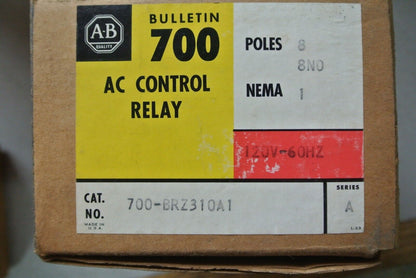 A-B
QUALITY
BULLETIN
700
AC CONTROL
RELAY
POLES 8
8NO
NEMA 1
120V-60HZ
CAT.
NO. 700-BRZ310A1
MADE IN
U.S.A.
SERIES
A